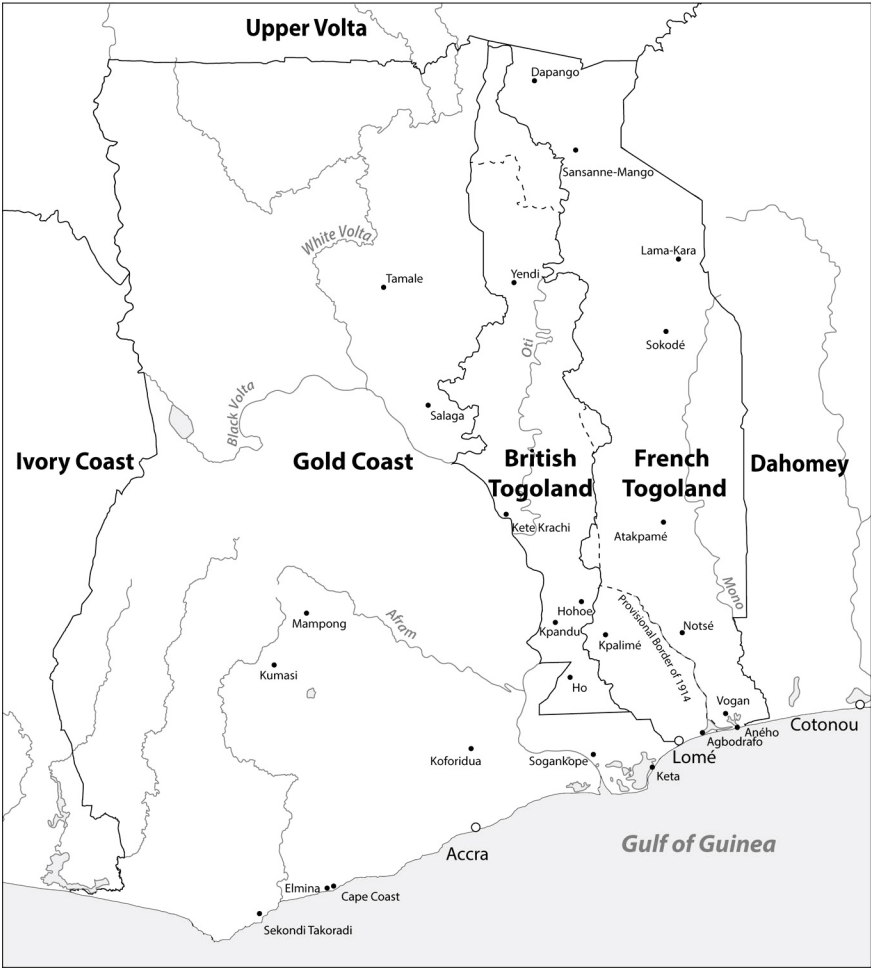 Upper Volta
Dapango
Sansanne-Mango
White Volta
Lama-Kara
Tamale
Yendi
Oti
Sokodé
Black Volta
Salaga
Ivory Coast
Gold Coast
British
Togoland
French
Togoland
Dahomey
Kete Krachi
Atakpamé
Mono
Afram
Hohoe
Mampong
Kpandu
Provisional Border of 1914
Notsé
Kpalimé
Kumasi
Ho
Vogan
Cotonou
Aného
Agbodrafo
Koforidua
Sogankope
Lomé
Keta
Gulf of Guinea
Accra
Elmina
Cape Coast
Sekondi Takoradi